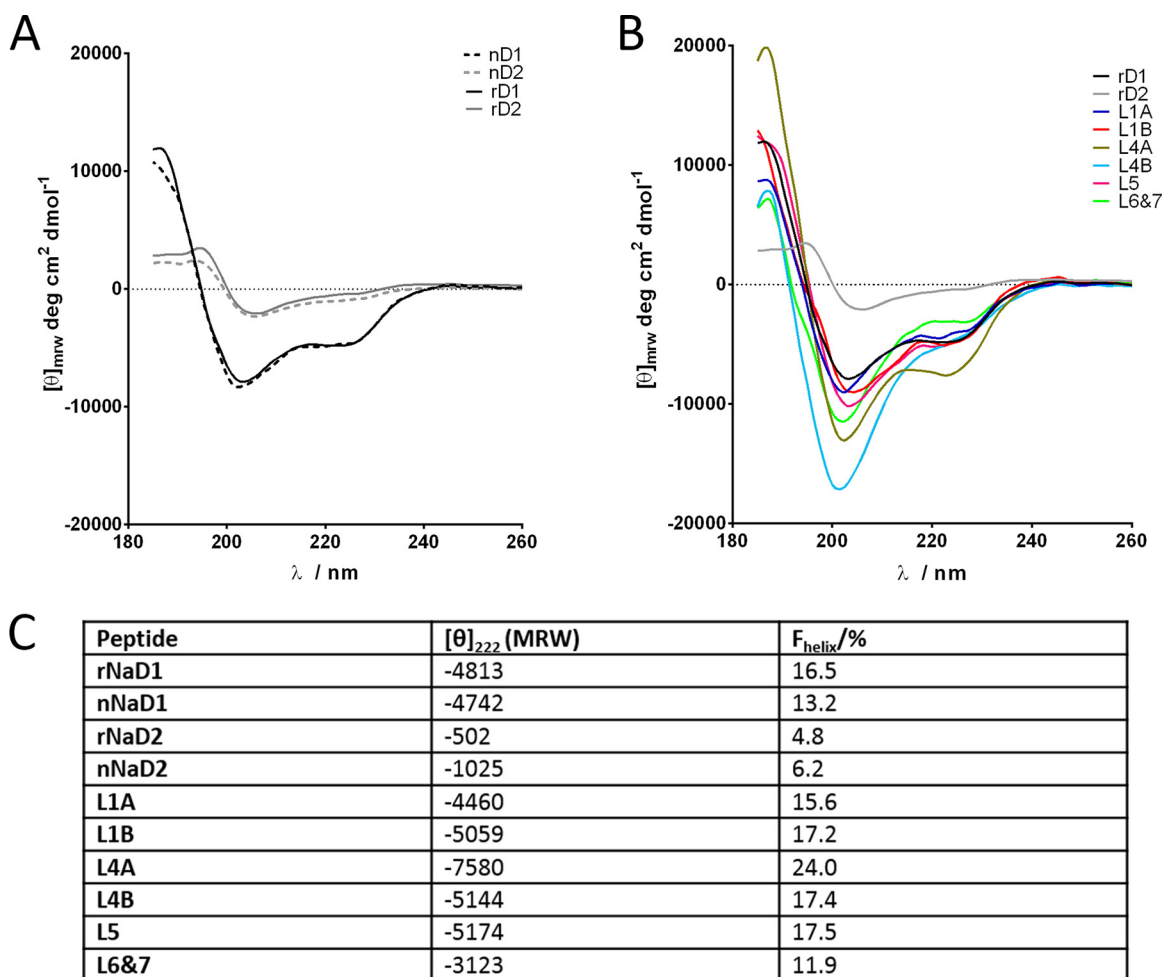 A
20000
10000
0
-10000
-20000
180
200
220
240
260
[θ]mrw deg cm² dmol⁻¹
λ / nm
nD1
nD2
rD1
rD2
B
20000
10000
0
-10000
-20000
180
200
220
240
260
[θ]mrw deg cm² dmol⁻¹
λ / nm
rD1
rD2
L1A
L1B
L4A
L4B
L5
L6&7
C
Peptide [θ]₂₂₂ (MRW) Fhelix/%
rNaD1 -4813 16.5
nNaD1 -4742 13.2
rNaD2 -502 4.8
nNaD2 -1025 6.2
L1A -4460 15.6
L1B -5059 17.2
L4A -7580 24.0
L4B -5144 17.4
L5 -5174 17.5
L6&7 -3123 11.9